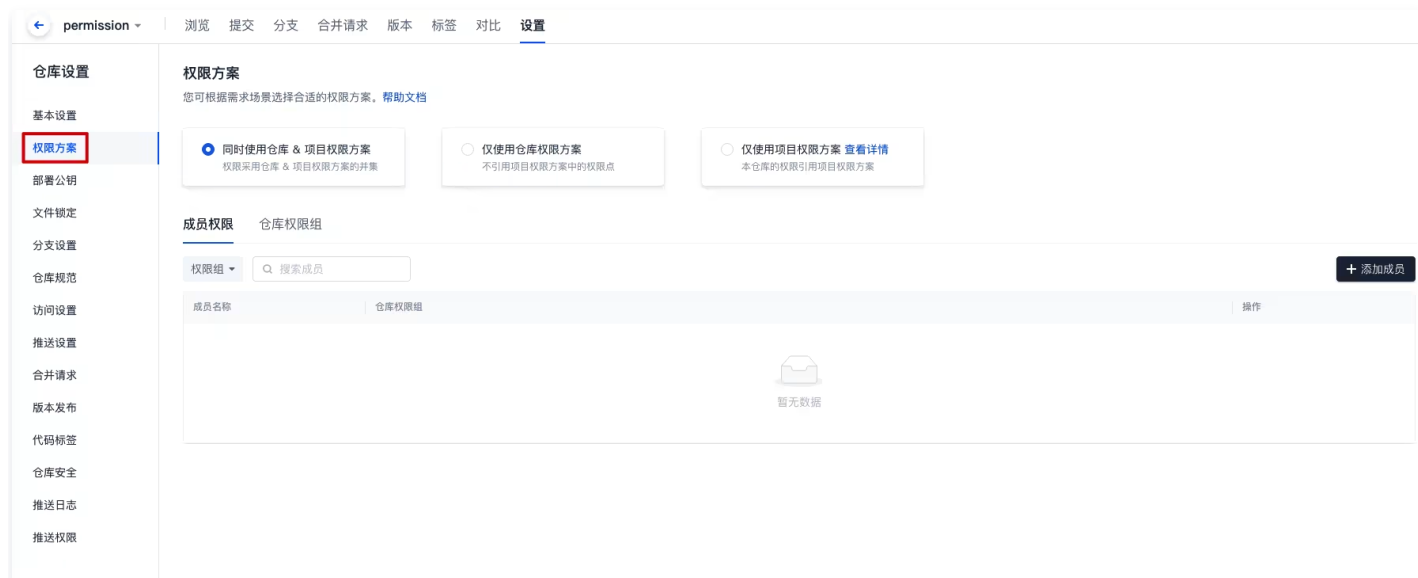 permission
浏览 提交 分支 合并请求 版本 标签 对比 设置
仓库设置
基本设置
权限方案
部署公钥
文件锁定
分支设置
仓库规范
访问设置
推送设置
合并请求
版本发布
代码标签
仓库安全
推送日志
推送权限
权限方案
您可根据需求场景选择合适的权限方案。帮助文档
同时使用仓库 & 项目权限方案
权限采用仓库 & 项目权限方案的并集
仅使用仓库权限方案
不引用项目权限方案中的权限点
仅使用项目权限方案 查看详情
本仓库的权限引用项目权限方案
成员权限 仓库权限组
权限组 搜索成员 添加成员
成员名称 仓库权限组 操作
暂无数据